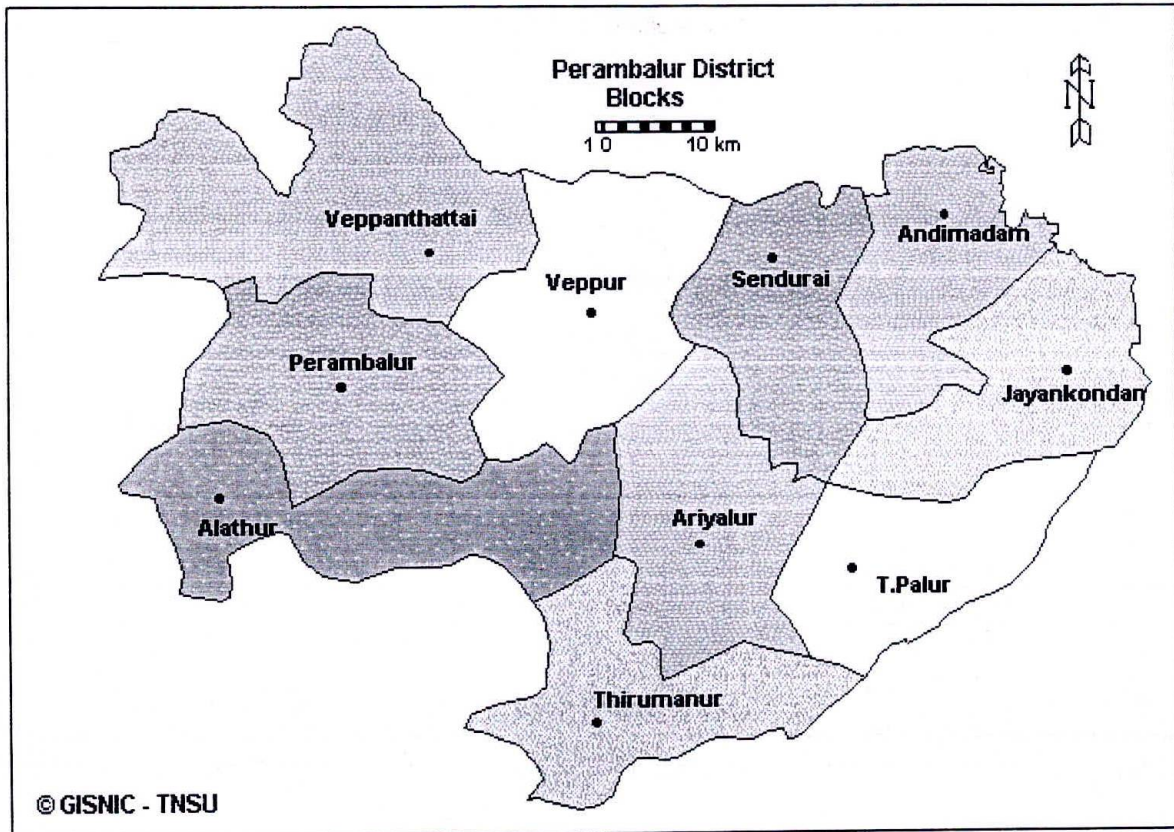 Perambalur District
Blocks
1 0 10 km
N
Veppanthattai
Veppur
Sendurai
Andimadam
Perambalur
Jayankondan
Alathur
Ariyalur
T.Palur
Thirumanur
© GISNIC - TNSU